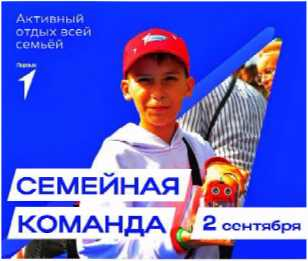 Активный
отдых всей
семьёй
Первые
СЕМЕЙНАЯ
КОМАНДА
2 сентября